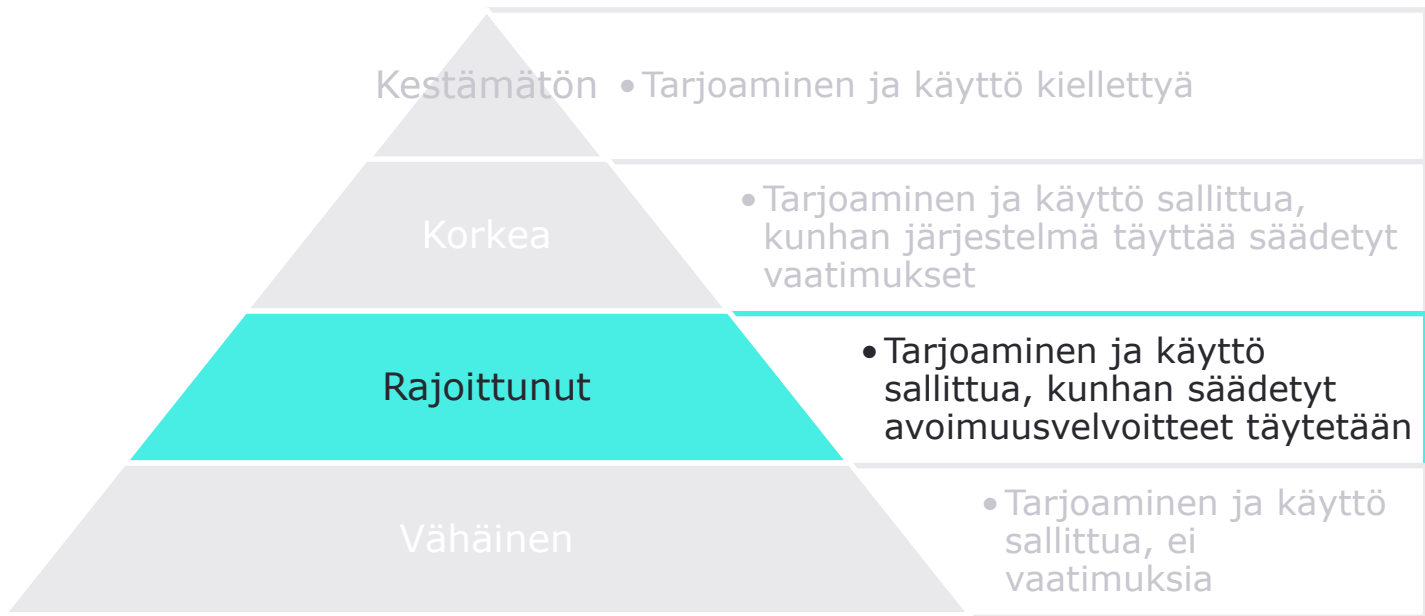 Kestämätön
• Tarjoaminen ja käyttö kiellettyä
Korkea
• Tarjoaminen ja käyttö sallittua,
kunhan järjestelmä täyttää säädetyt
vaatimukset
Rajoittunut
• Tarjoaminen ja käyttö
sallittua, kunhan säädetyt
avoimuusvelvoitteet täytetään
Vähäinen
• Tarjoaminen ja käyttö
sallittua, ei
vaatimuksia